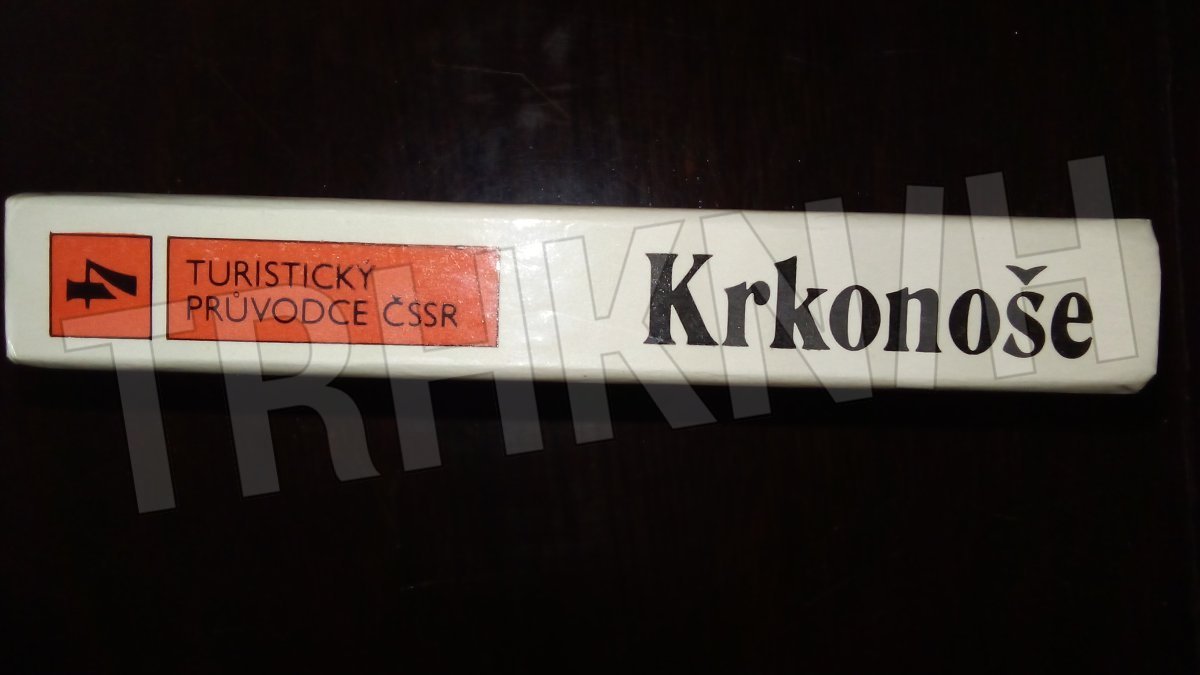 4
TURISTICKÝ
PRŮVODCE ČSSR
Krkonoše
TRHKNIH